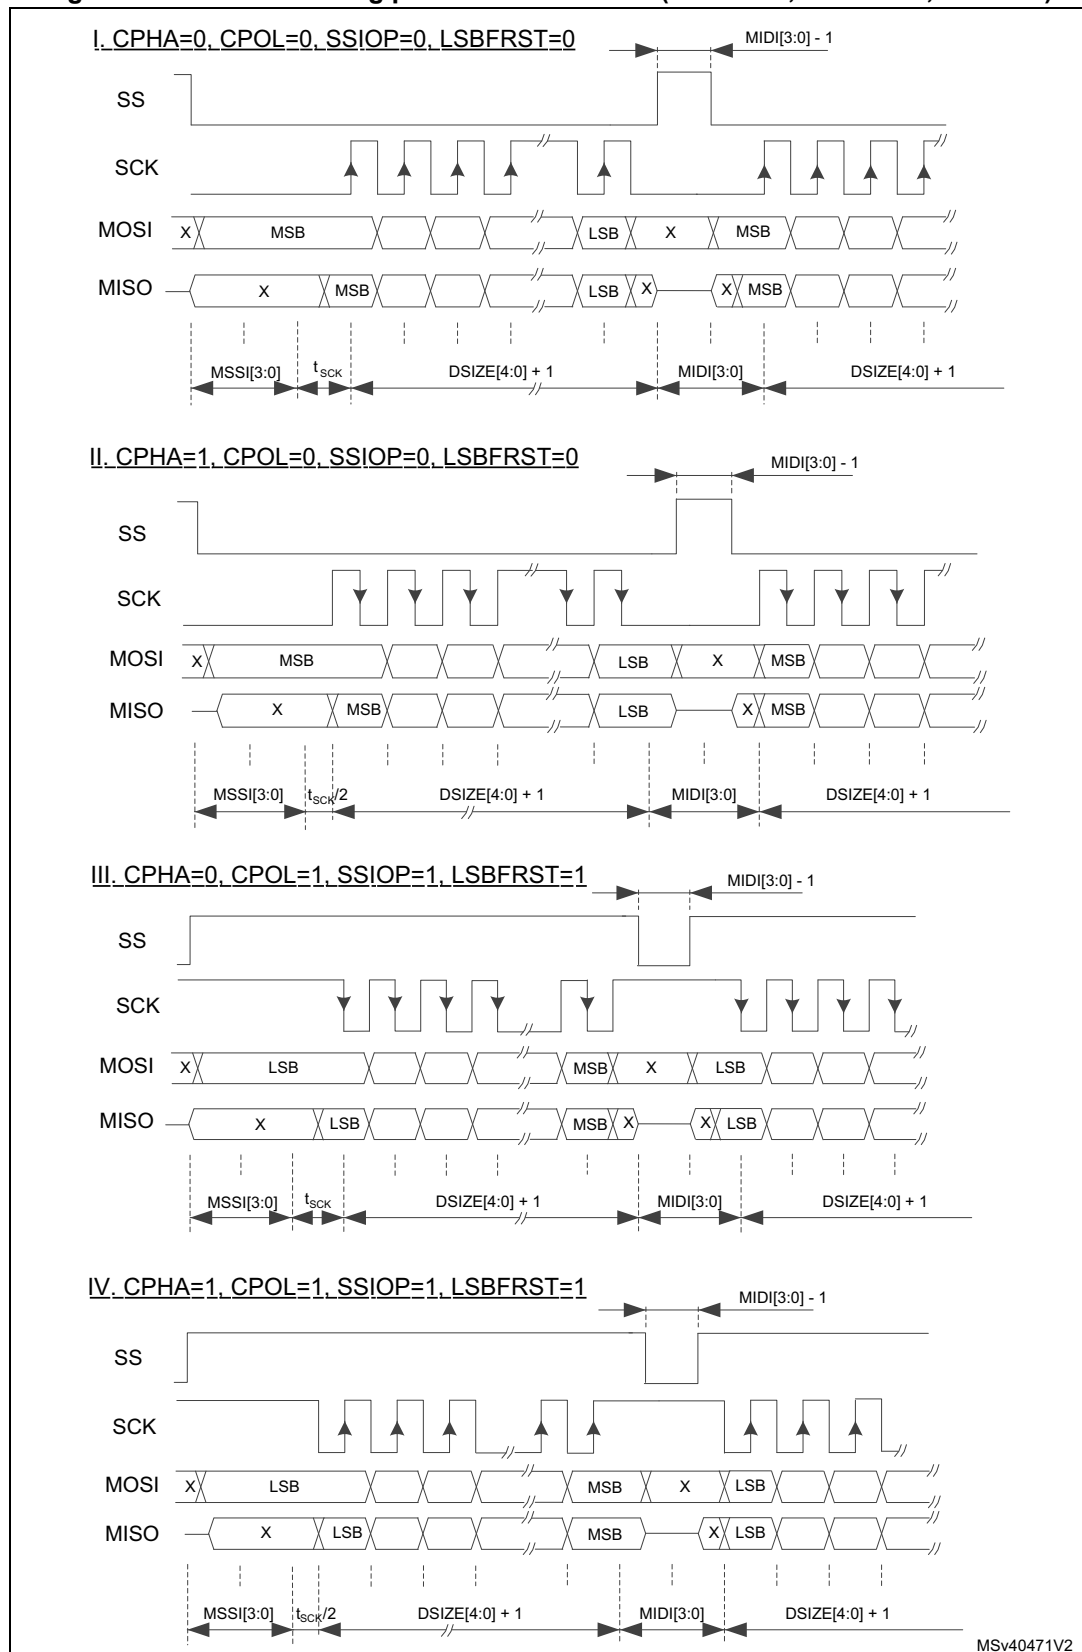 I. CPHA=0, CPOL=0, SSIOP=0, LSBFRST=0
MIDI[3:0] - 1
SS
SCK
MOSI X MSB LSB X MSB
MISO X MSB LSB X X MSB
MSSI[3:0] tSCK DSIZE[4:0] + 1 MIDI[3:0] DSIZE[4:0] + 1
II. CPHA=1, CPOL=0, SSIOP=0, LSBFRST=0
MIDI[3:0] - 1
SS
SCK
MOSI X MSB LSB X MSB
MISO X MSB LSB X MSB
MSSI[3:0] tSCK/2 DSIZE[4:0] + 1 MIDI[3:0] DSIZE[4:0] + 1
III. CPHA=0, CPOL=1, SSIOP=1, LSBFRST=1
MIDI[3:0] - 1
SS
SCK
MOSI X LSB MSB X LSB
MISO X LSB MSB X X LSB
MSSI[3:0] tSCK DSIZE[4:0] + 1 MIDI[3:0] DSIZE[4:0] + 1
IV. CPHA=1, CPOL=1, SSIOP=1, LSBFRST=1
MIDI[3:0] - 1
SS
SCK
MOSI X LSB MSB X LSB
MISO X LSB MSB X LSB
MSSI[3:0] tSCK/2 DSIZE[4:0] + 1 MIDI[3:0] DSIZE[4:0] + 1
MSv40471V2